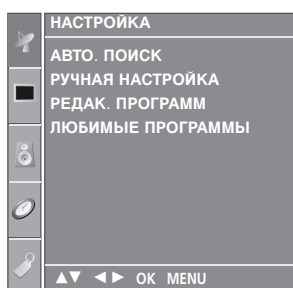 НАСТРОЙКА
АВТО. ПОИСК
РУЧНАЯ НАСТРОЙКА
РЕДАК. ПРОГРАММ
ЛЮБИМЫЕ ПРОГРАММЫ
▲▼ ◄► OK MENU